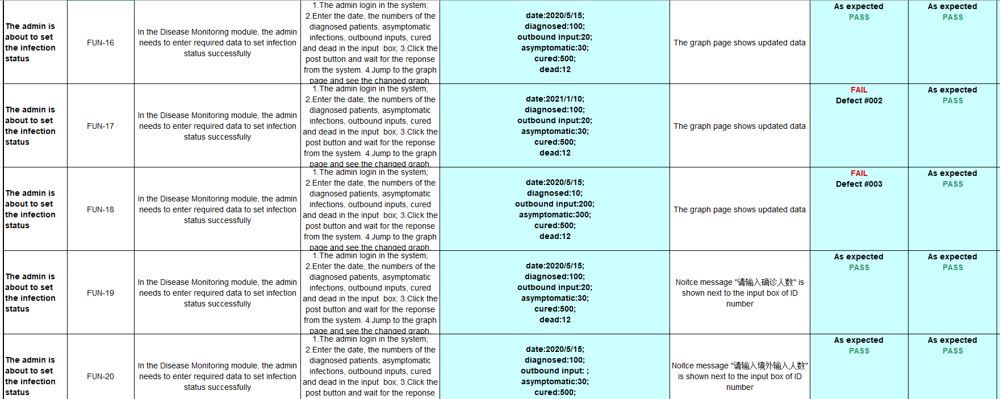 The admin is
about to set
the infection
status
FUN-16
In the Disease Monitoring module, the admin
needs to enter required data to set infection
status successfully
1.The admin login in the system;
2.Enter the date, the numbers of the
diagnosed patients, asymptomatic
infections, outbound inputs, cured
and dead in the input  box; 3.Click the
post button and wait for the reponse
from the system. 4.Jump to the graph
page and see the changed graph.
date:2020/5/15;
diagnosed:100;
outbound input:20;
asymptomatic:30;
cured:500;
dead:12
The graph page shows updated data
As expected
PASS
As expected
PASS
The admin is
about to set
the infection
status
FUN-17
In the Disease Monitoring module, the admin
needs to enter required data to set infection
status successfully
1.The admin login in the system;
2.Enter the date, the numbers of the
diagnosed patients, asymptomatic
infections, outbound inputs, cured
and dead in the input  box; 3.Click the
post button and wait for the reponse
from the system. 4.Jump to the graph
page and see the changed graph.
date:2021/1/10;
diagnosed:100;
outbound input:20;
asymptomatic:30;
cured:500;
dead:12
The graph page shows updated data
FAIL
Defect #002
As expected
PASS
The admin is
about to set
the infection
status
FUN-18
In the Disease Monitoring module, the admin
needs to enter required data to set infection
status successfully
1.The admin login in the system;
2.Enter the date, the numbers of the
diagnosed patients, asymptomatic
infections, outbound inputs, cured
and dead in the input  box; 3.Click the
post button and wait for the reponse
from the system. 4.Jump to the graph
page and see the changed graph.
date:2020/5/15;
diagnosed:10;
outbound input:200;
asymptomatic:300;
cured:500;
dead:12
The graph page shows updated data
FAIL
Defect #003
As expected
PASS
The admin is
about to set
the infection
status
FUN-19
In the Disease Monitoring module, the admin
needs to enter required data to set infection
status successfully
1.The admin login in the system;
2.Enter the date, the numbers of the
diagnosed patients, asymptomatic
infections, outbound inputs, cured
and dead in the input  box; 3.Click the
post button and wait for the reponse
from the system. 4.Jump to the graph
page and see the changed graph.
date:2020/5/15;
diagnosed:100;
outbound input:20;
asymptomatic:30;
cured:500;
dead:12
Noitce message "请输入确诊人数" is
shown next to the input box of ID
number
As expected
PASS
As expected
PASS
The admin is
about to set
the infection
status
FUN-20
In the Disease Monitoring module, the admin
needs to enter required data to set infection
status successfully
1.The admin login in the system;
2.Enter the date, the numbers of the
diagnosed patients, asymptomatic
infections, outbound inputs, cured
and dead in the input  box; 3.Click the
post button and wait for the reponse
date:2020/5/15;
diagnosed:100;
outbound input: ;
asymptomatic:30;
cured:500;
Noitce message "请输入境外输入人数"
is shown next to the input box of ID
number
As expected
PASS
As expected
PASS